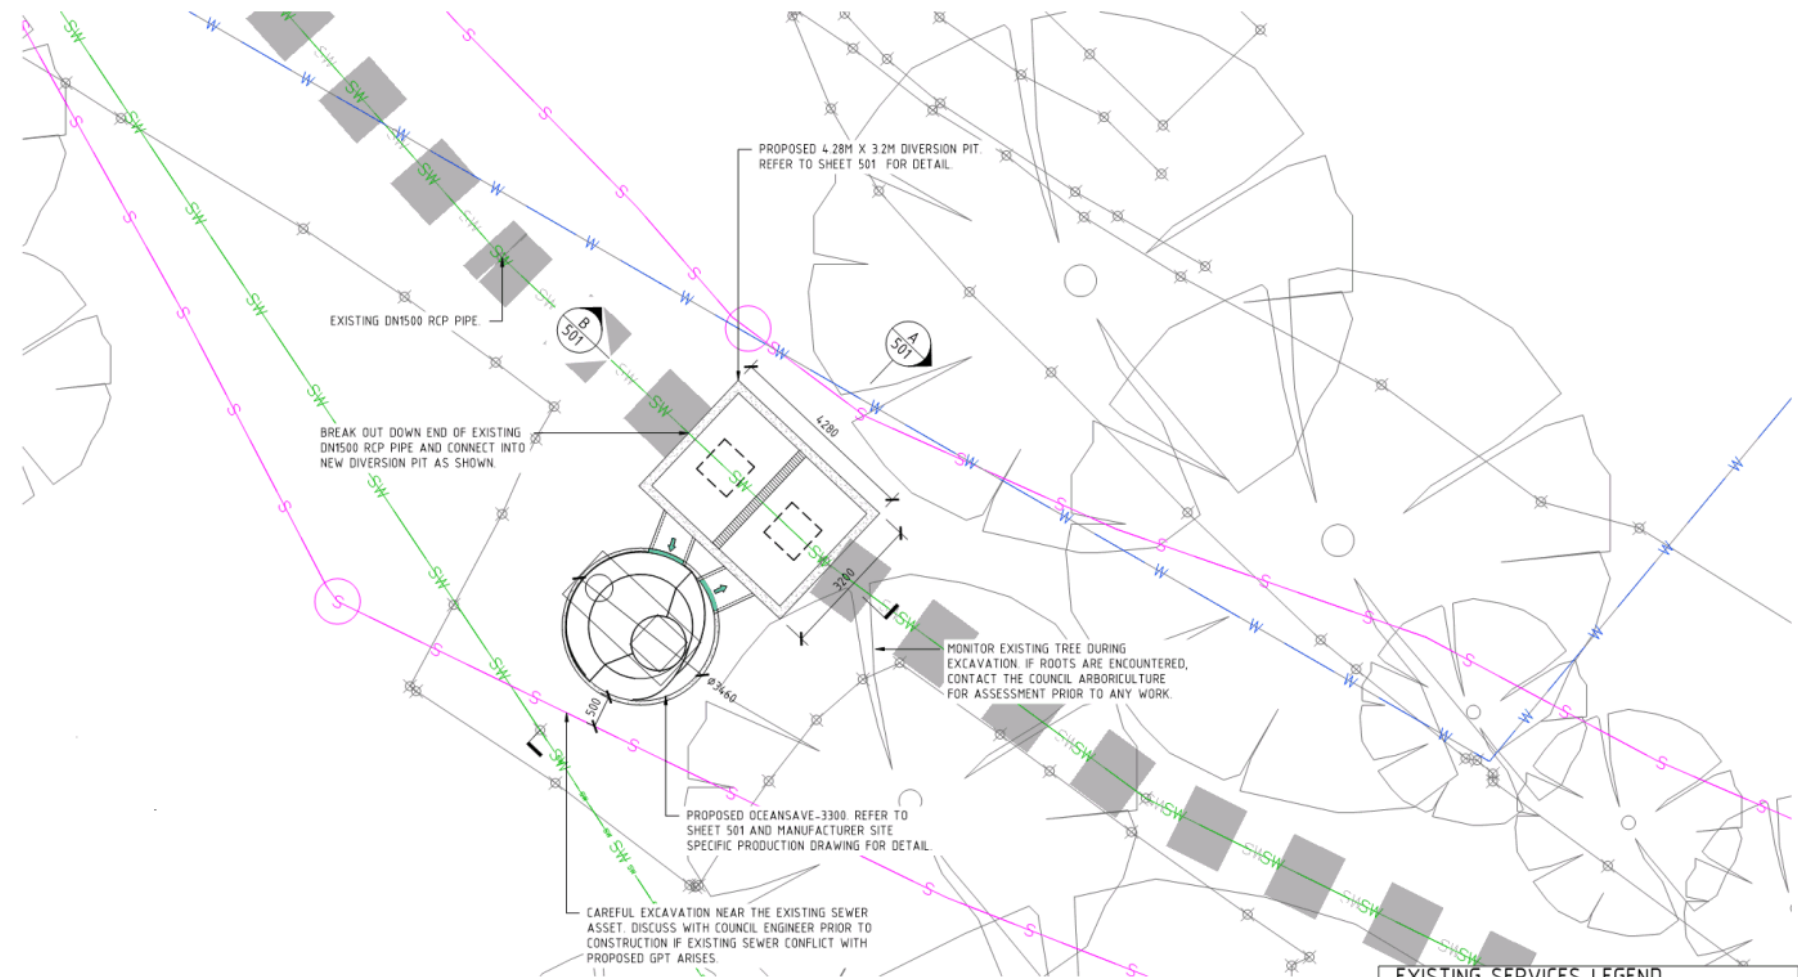 PROPOSED 4.28M X 3.2M DIVERSION PIT.
REFER TO SHEET 501 FOR DETAIL.
EXISTING DN1500 RCP PIPE.
B
501
A
501
BREAK OUT DOWN END OF EXISTING
DN1500 RCP PIPE AND CONNECT INTO
NEW DIVERSION PIT AS SHOWN.
4280
3200
MONITOR EXISTING TREE DURING
EXCAVATION. IF ROOTS ARE ENCOUNTERED,
CONTACT THE COUNCIL ARBORICULTURE
FOR ASSESSMENT PRIOR TO ANY WORK.
Ø3460
500
PROPOSED OCEANSAVE-3300. REFER TO
SHEET 501 AND MANUFACTURER SITE
SPECIFIC PRODUCTION DRAWING FOR DETAIL.
CAREFUL EXCAVATION NEAR THE EXISTING SEWER
ASSET. DISCUSS WITH COUNCIL ENGINEER PRIOR TO
CONSTRUCTION IF EXISTING SEWER CONFLICT WITH
PROPOSED GPT ARISES.
EXISTING SERVICES LEGEND
S
W
SW